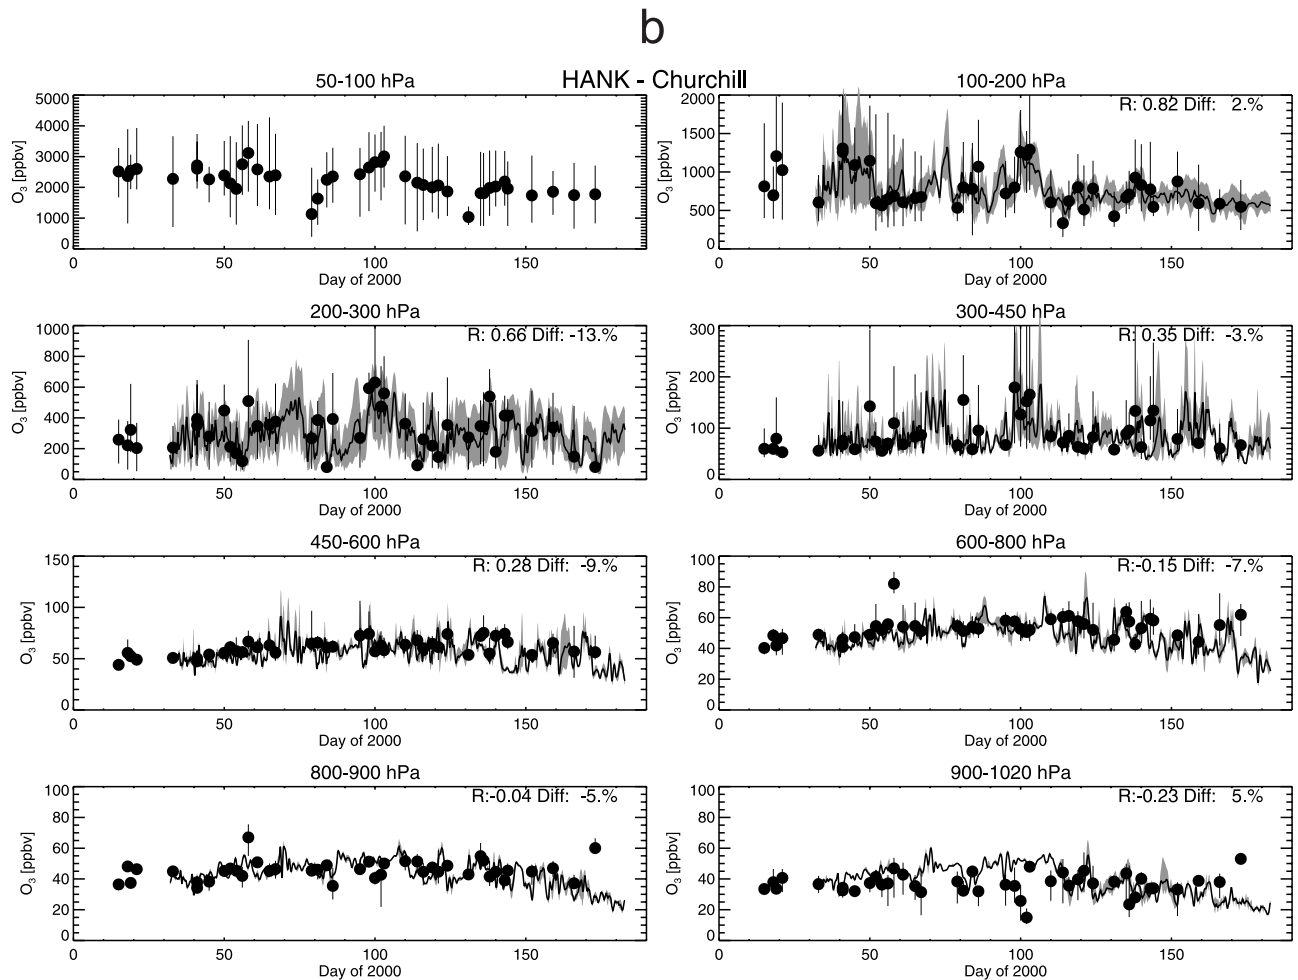 b
HANK - Churchill
50-100 hPa
O3 [ppbv]
5000
4000
3000
2000
1000
0
0 50 100 150
Day of 2000
100-200 hPa
R: 0.82 Diff: 2.%
O3 [ppbv]
2000
1500
1000
500
0
0 50 100 150
Day of 2000
200-300 hPa
R: 0.66 Diff: -13.%
O3 [ppbv]
1000
800
600
400
200
0
0 50 100 150
Day of 2000
300-450 hPa
R: 0.35 Diff: -3.%
O3 [ppbv]
300
200
100
0
0 50 100 150
Day of 2000
450-600 hPa
R: 0.28 Diff: -9.%
O3 [ppbv]
150
100
50
0
0 50 100 150
Day of 2000
600-800 hPa
R:-0.15 Diff: -7.%
O3 [ppbv]
100
80
60
40
20
0
0 50 100 150
Day of 2000
800-900 hPa
R:-0.04 Diff: -5.%
O3 [ppbv]
100
80
60
40
20
0
0 50 100 150
Day of 2000
900-1020 hPa
R:-0.23 Diff: 5.%
O3 [ppbv]
100
80
60
40
20
0
0 50 100 150
Day of 2000